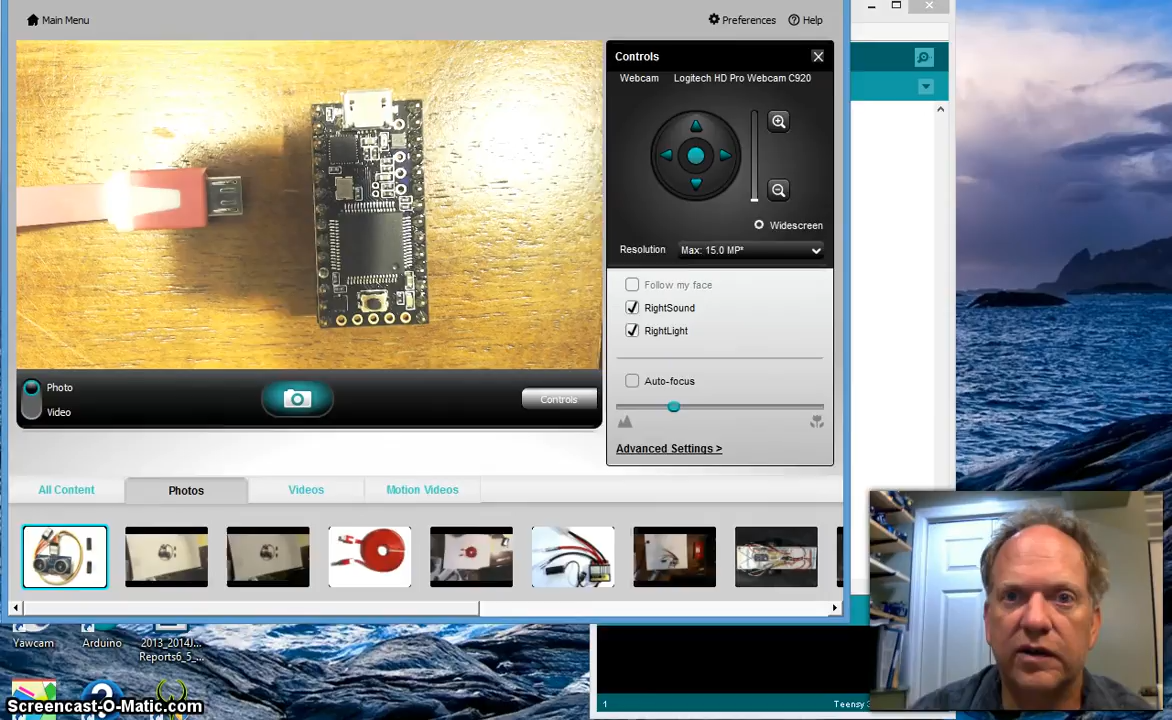 Main Menu
Preferences
Help
Controls
Webcam Logitech HD Pro Webcam C920
Widescreen
Resolution Max: 15.0 MP*
Follow my face
RightSound
RightLight
Auto-focus
Advanced Settings >
Photo
Video
Controls
All Content
Photos
Videos
Motion Videos
Yawcam
Arduino
2013_2014)...
Reports6_5_...
1
Teensy
Screencast-O-Matic.com